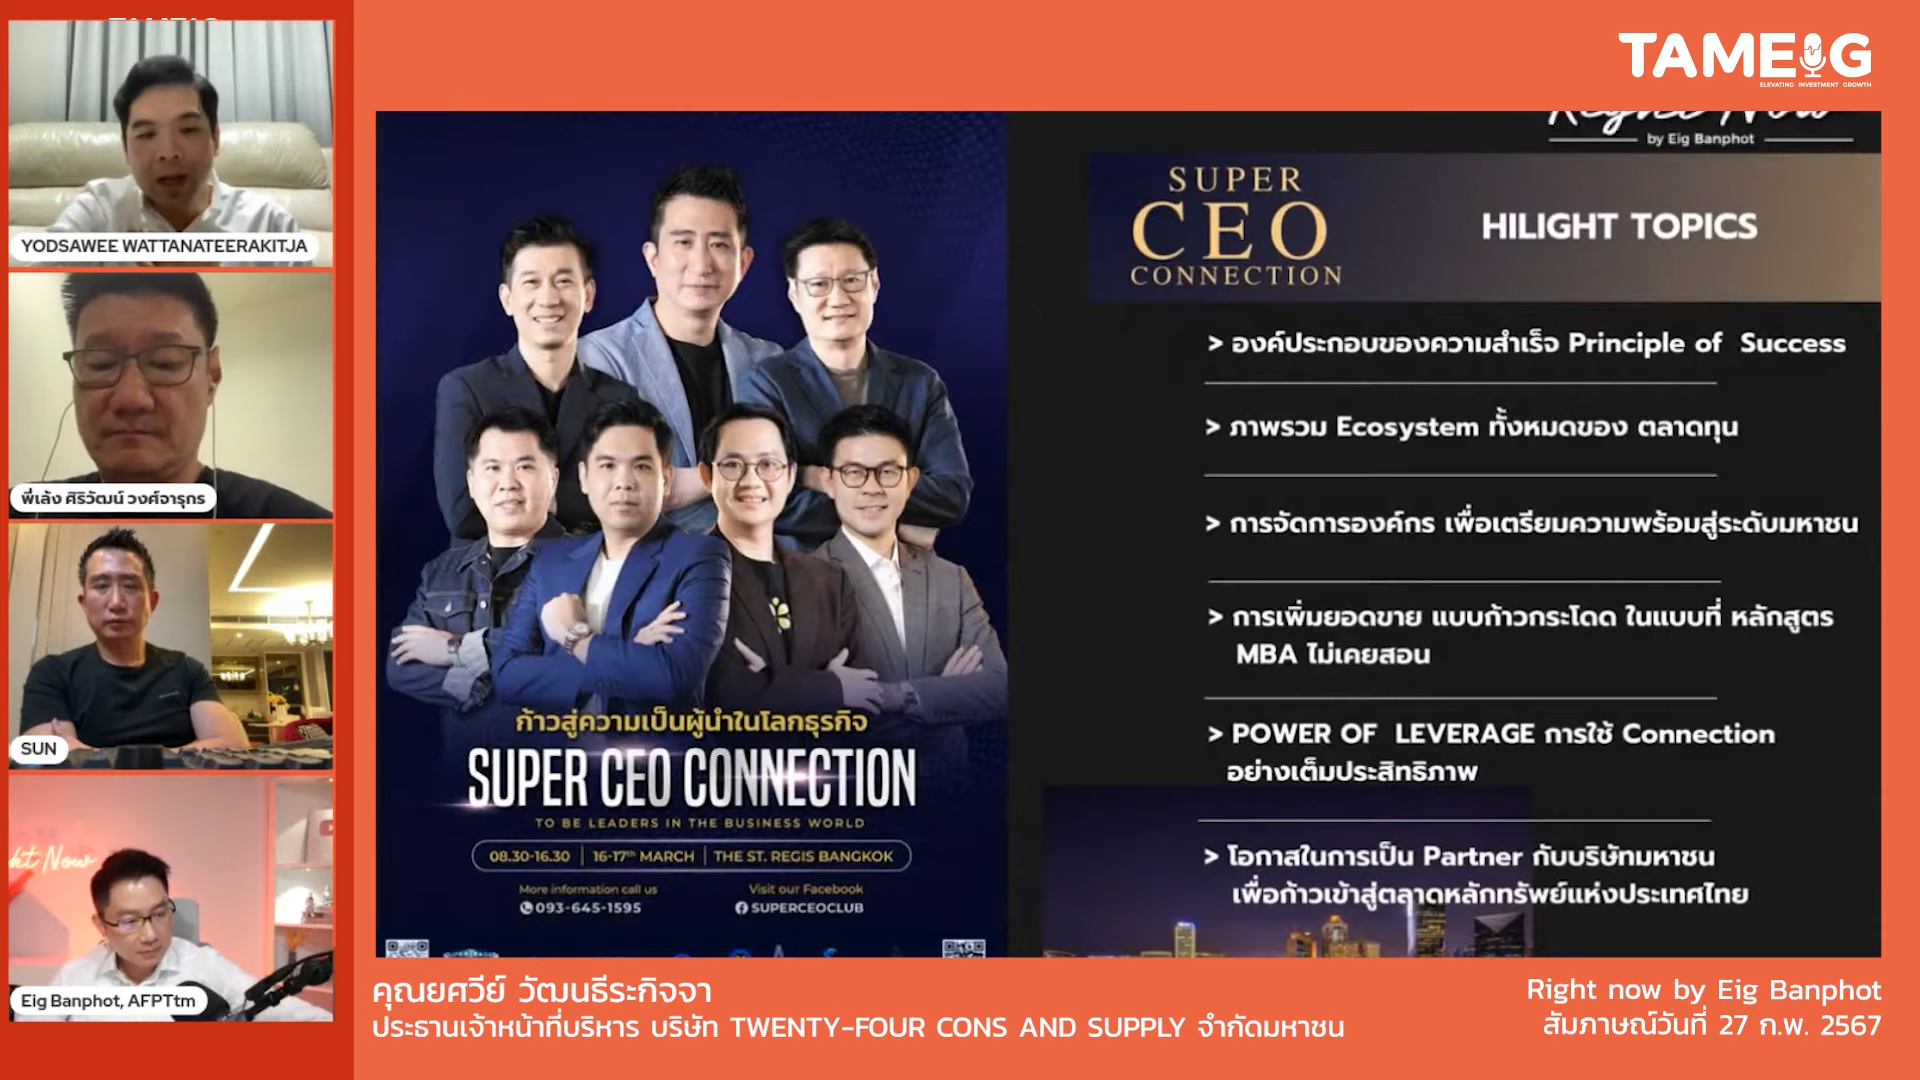 TAMEIG
ELEVATING INVESTMENT GROWTH
YODSAWEE WATTANATEERAKITJA
พี่เล้ง ศิริวัฒน์ วงศ์จารุกร
SUN
ht Now
Eig Banphot, AFPTtm
ก้าวสู่ความเป็นผู้นำในโลกธุรกิจ
SUPER CEO CONNECTION
TO BE LEADERS IN THE BUSINESS WORLD
08.30-16.30 | 16-17th MARCH | THE ST. REGIS BANGKOK
More information call us
093-645-1595
Visit our Facebook
SUPERCEOCLUB
Right Now
by Eig Banphot
SUPER
CEO
CONNECTION
HILIGHT TOPICS
> องค์ประกอบของความสำเร็จ Principle of Success
> ภาพรวม Ecosystem ทั้งหมดของ ตลาดทุน
> การจัดการองค์กร เพื่อเตรียมความพร้อมสู่ระดับมหาชน
> การเพิ่มยอดขาย แบบก้าวกระโดด ในแบบที่ หลักสูตร
MBA ไม่เคยสอน
> POWER OF LEVERAGE การใช้ Connection
อย่างเต็มประสิทธิภาพ
> โอกาสในการเป็น Partner กับบริษัทมหาชน
เพื่อก้าวเข้าสู่ตลาดหลักทรัพย์แห่งประเทศไทย
คุณยศวีย์ วัฒนธีระกิจจา
ประธานเจ้าหน้าที่บริหาร บริษัท TWENTY-FOUR CONS AND SUPPLY จำกัดมหาชน
Right now by Eig Banphot
สัมภาษณ์วันที่ 27 ก.พ. 2567